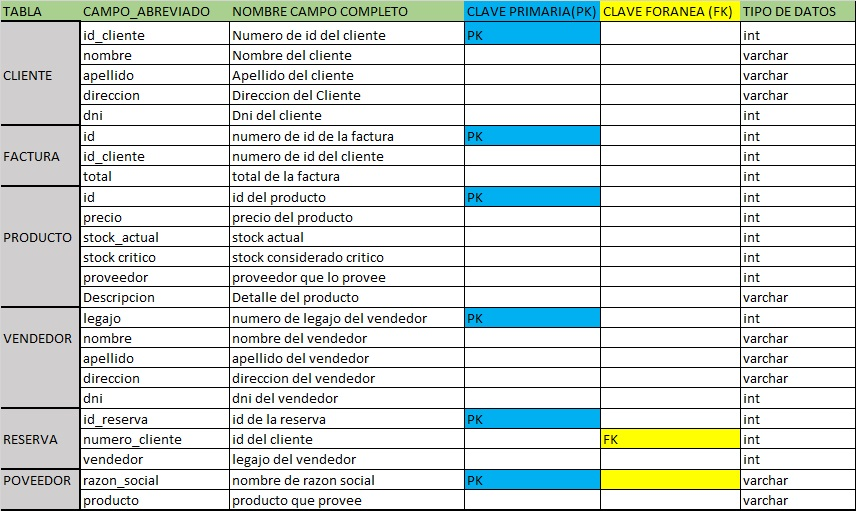 TABLA CAMPO_ABREVIADO NOMBRE CAMPO COMPLETO CLAVE PRIMARIA(PK) CLAVE FORANEA (FK) TIPO DE DATOS
CLIENTE
id_cliente Numero de id del cliente PK int
nombre Nombre del cliente varchar
apellido Apellido del cliente varchar
direccion Direccion del Cliente varchar
dni Dni del cliente int
FACTURA
id numero de id de la factura PK int
id_cliente numero de id del cliente int
total total de la factura int
PRODUCTO
id id del producto PK int
precio precio del producto int
stock_actual stock actual int
stock critico stock considerado critico int
proveedor proveedor que lo provee int
Descripcion Detalle del producto varchar
VENDEDOR
legajo numero de legajo del vendedor PK int
nombre nombre del vendedor varchar
apellido apellido del vendedor varchar
direccion direccion del vendedor varchar
dni dni del vendedor int
RESERVA
id_reserva id de la reserva PK int
numero_cliente id del cliente FK int
vendedor legajo del vendedor int
POVEEDOR
razon_social nombre de razon social PK varchar
producto producto que provee varchar